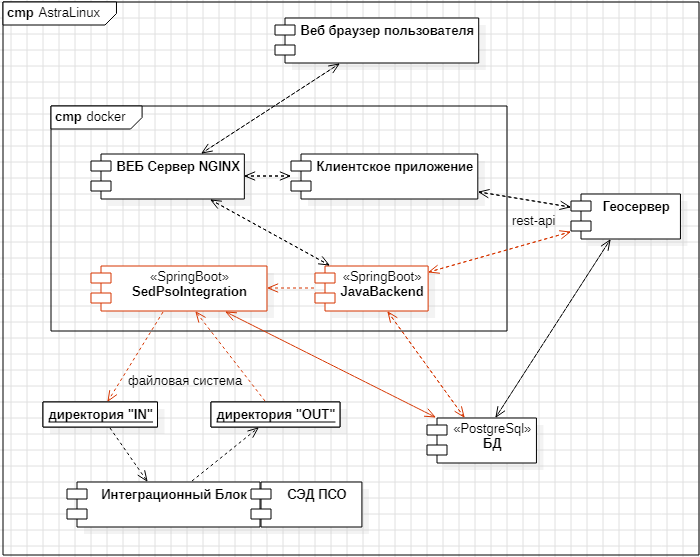 cmp AstraLinux
Веб браузер пользователя
cmp docker
ВЕБ Сервер NGINX
Клиентское приложение
Геосервер
rest-api
«SpringBoot»
SedPsoIntegration
«SpringBoot»
JavaBackend
файловая система
директория "IN"
директория "OUT"
«PostgreSql»
БД
Интеграционный Блок
СЭД ПСО